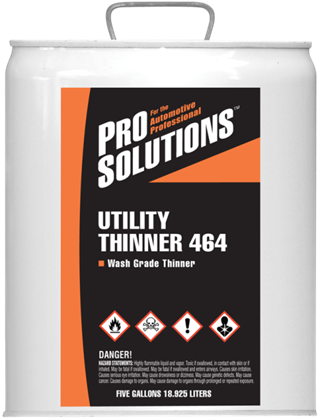 For the
Automotive
Professional
PRO
SOLUTIONS™
UTILITY
THINNER 464
Wash Grade Thinner
DANGER!
HAZARD STATEMENTS: Highly flammable liquid and vapor. Toxic if swallowed, in contact with skin or if
inhaled. May be fatal if swallowed. May be fatal if swallowed and enters airways. Causes skin irritation.
Causes serious eye irritation. May cause drowsiness or dizziness. May cause genetic defects. May cause
cancer. Causes damage to organs. May cause damage to organs through prolonged or repeated exposure.
FIVE GALLONS 18.925 LITERS